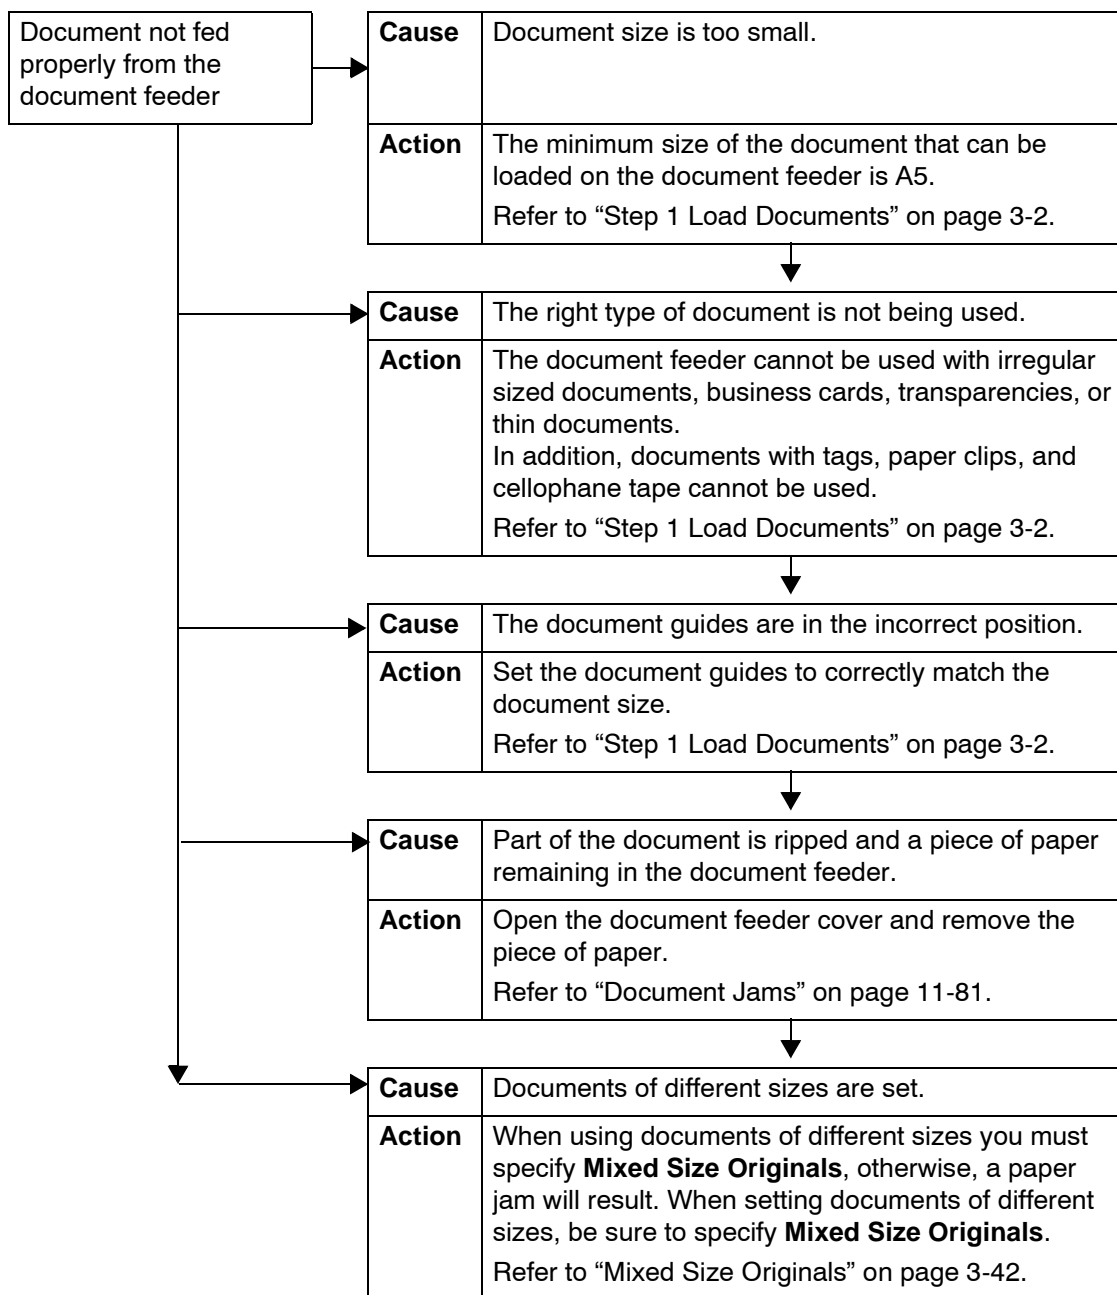 Document not fed
properly from the
document feeder
Cause Document size is too small.
Action The minimum size of the document that can be
loaded on the document feeder is A5.
Refer to “Step 1 Load Documents” on page 3-2.
Cause The right type of document is not being used.
Action The document feeder cannot be used with irregular
sized documents, business cards, transparencies, or
thin documents.
In addition, documents with tags, paper clips, and
cellophane tape cannot be used.
Refer to “Step 1 Load Documents” on page 3-2.
Cause The document guides are in the incorrect position.
Action Set the document guides to correctly match the
document size.
Refer to “Step 1 Load Documents” on page 3-2.
Cause Part of the document is ripped and a piece of paper
remaining in the document feeder.
Action Open the document feeder cover and remove the
piece of paper.
Refer to “Document Jams” on page 11-81.
Cause Documents of different sizes are set.
Action When using documents of different sizes you must
specify Mixed Size Originals, otherwise, a paper
jam will result. When setting documents of different
sizes, be sure to specify Mixed Size Originals.
Refer to “Mixed Size Originals” on page 3-42.